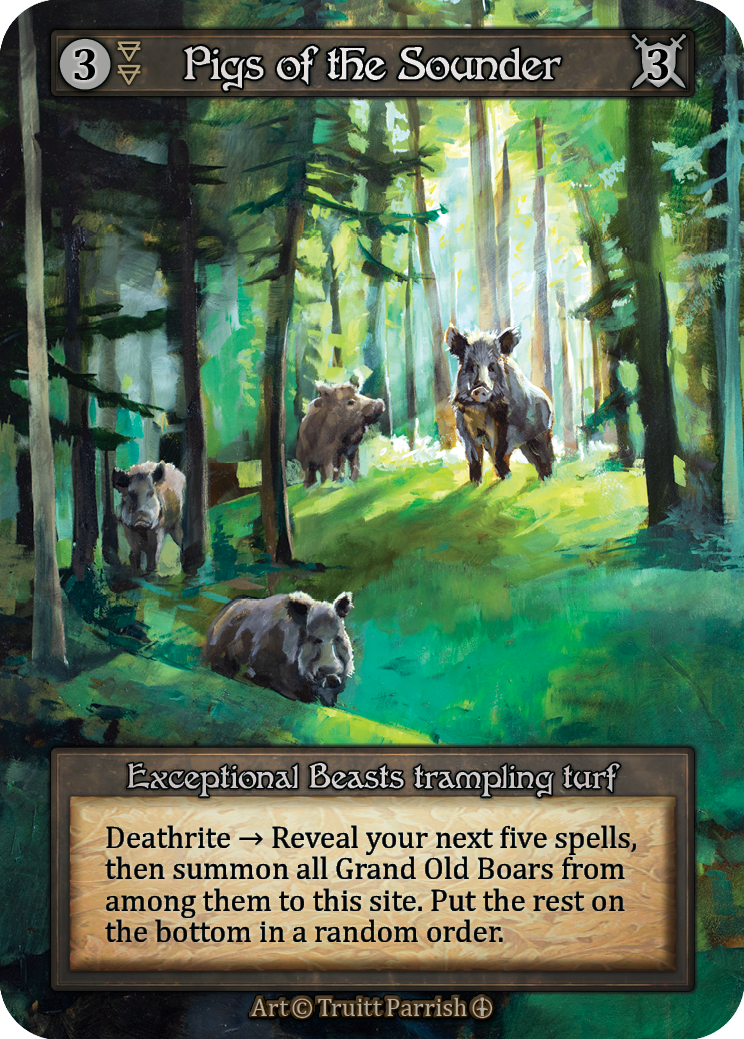 3 Pigs of the Sounder 3
Exceptional Beasts trampling turf
Deathrite → Reveal your next five spells,
then summon all Grand Old Boars from
among them to this site. Put the rest on
the bottom in a random order.
Art © Truitt Parrish